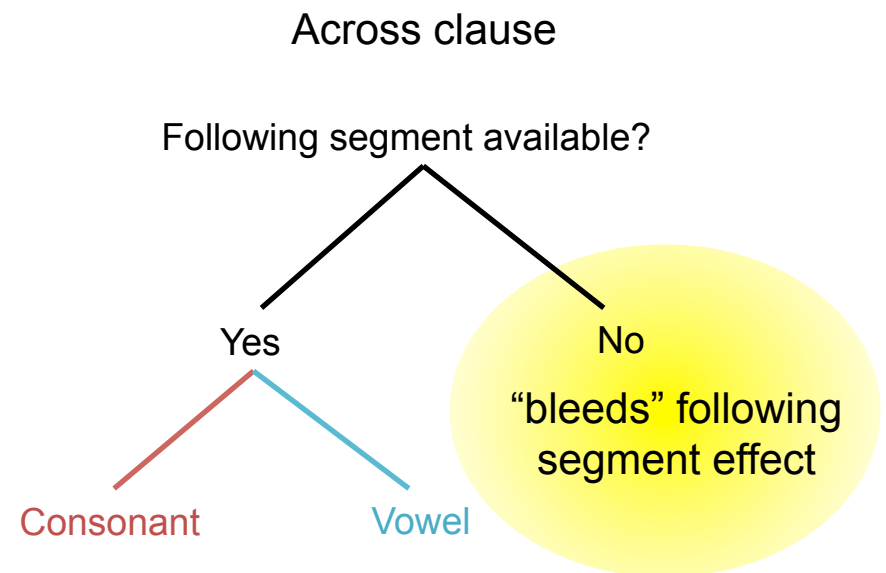 Across clause
Following segment available?
Yes
No
“bleeds” following
segment effect
Consonant
Vowel